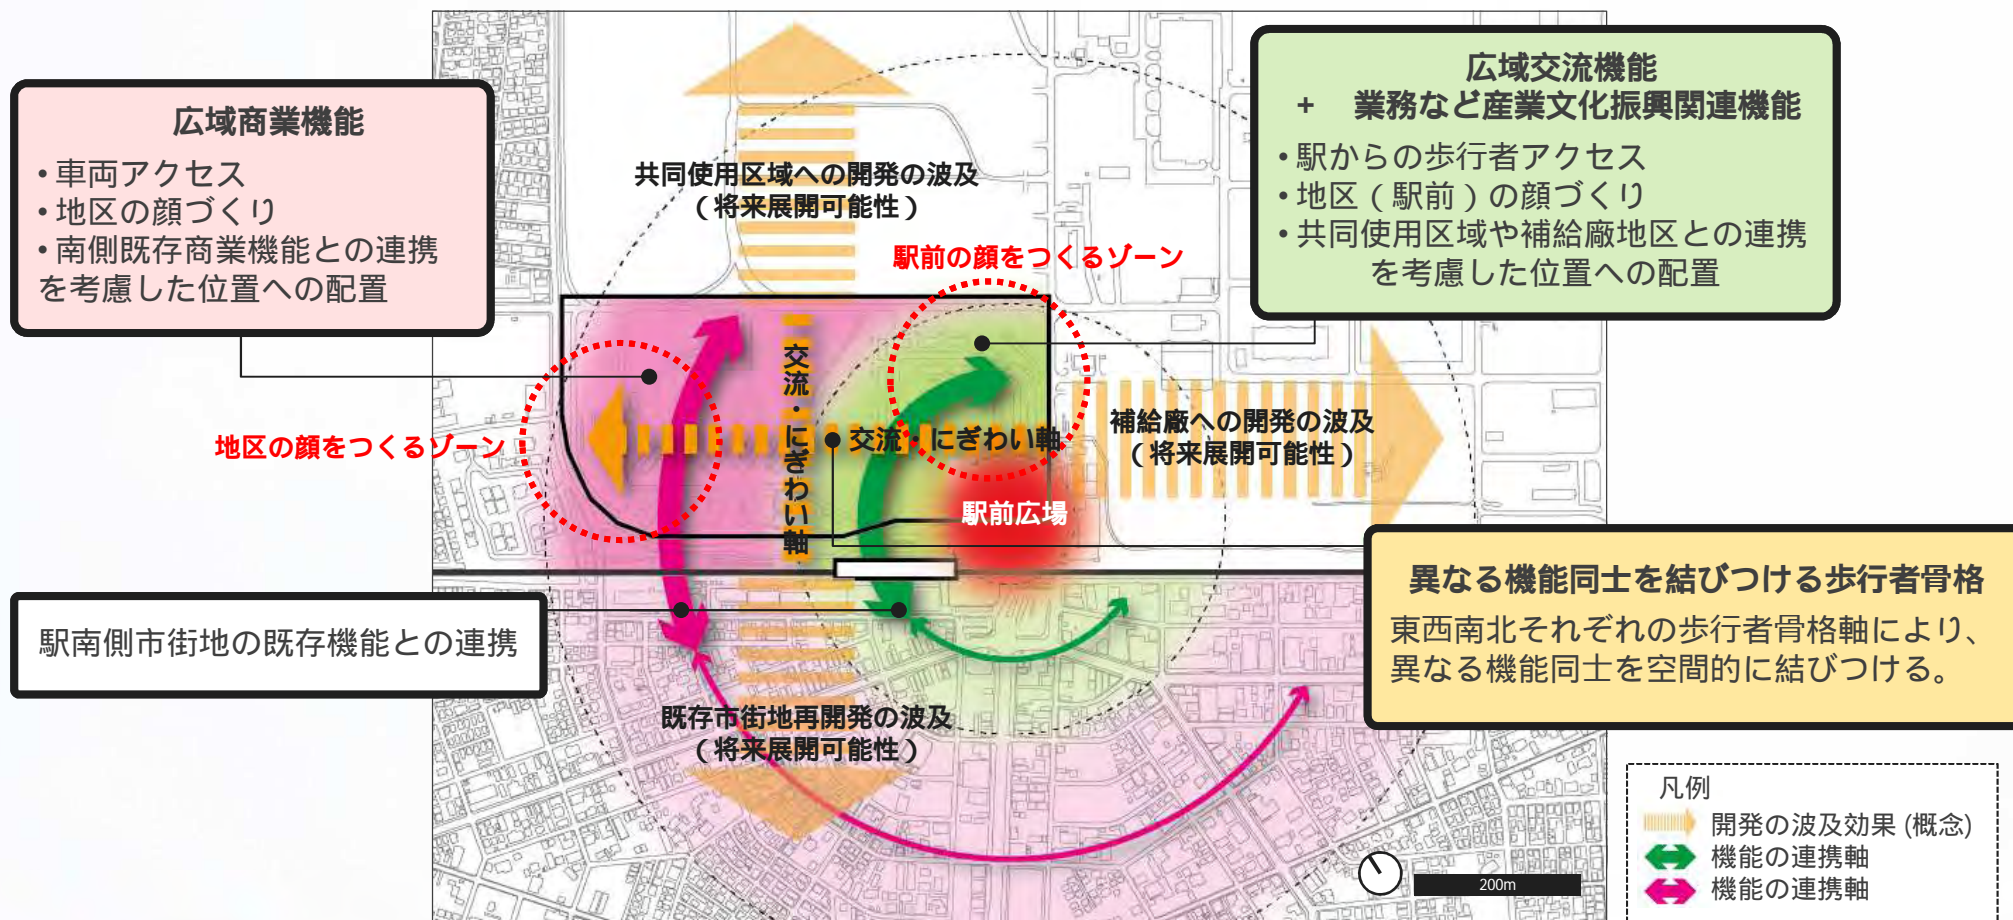 広域商業機能
•車両アクセス
•地区の顔づくり
•南側既存商業機能との連携
を考慮した位置への配置
広域交流機能
+ 業務など産業文化振興関連機能
•駅からの歩行者アクセス
•地区（駅前）の顔づくり
•共同使用区域や補給廠地区との連携
を考慮した位置への配置
共同使用区域への開発の波及
（将来展開可能性）
駅前の顔をつくるゾーン
地区の顔をつくるゾーン
交流・にぎわい軸
交流・にぎわい軸
補給廠への開発の波及
（将来展開可能性）
駅前広場
駅南側市街地の既存機能との連携
異なる機能同士を結びつける歩行者骨格
東西南北それぞれの歩行者骨格軸により、
異なる機能同士を空間的に結びつける。
既存市街地再開発の波及
（将来展開可能性）
凡例
開発の波及効果 (概念)
機能の連携軸
機能の連携軸
200m